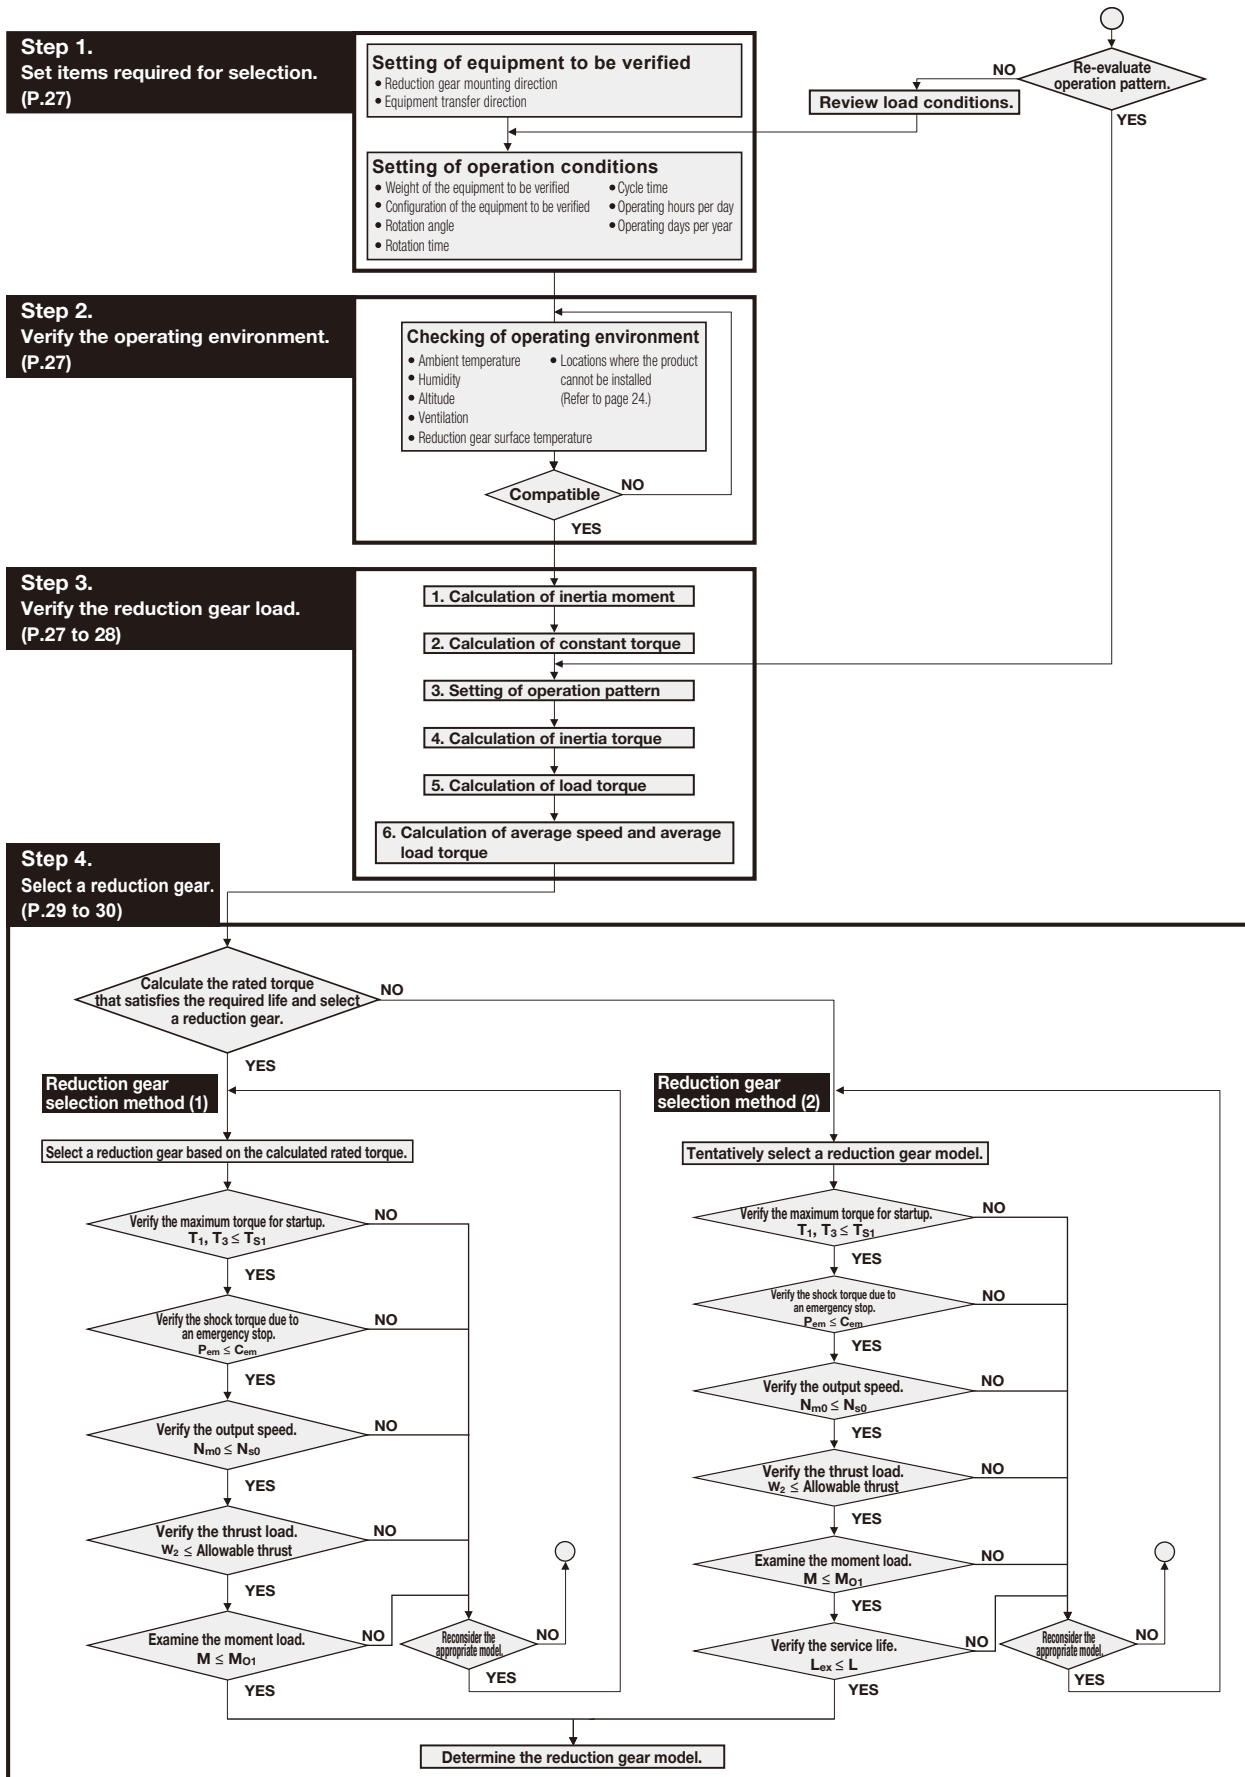 Step 1.
Set items required for selection.
(P.27)
Setting of equipment to be verified
• Reduction gear mounting direction
• Equipment transfer direction
Re-evaluate
operation pattern.
NO
YES
Review load conditions.
Setting of operation conditions
• Weight of the equipment to be verified
• Configuration of the equipment to be verified
• Rotation angle
• Rotation time
• Cycle time
• Operating hours per day
• Operating days per year
Step 2.
Verify the operating environment.
(P.27)
Checking of operating environment
• Ambient temperature
• Humidity
• Altitude
• Ventilation
• Reduction gear surface temperature
• Locations where the product
cannot be installed
(Refer to page 24.)
Compatible
NO
YES
Step 3.
Verify the reduction gear load.
(P.27 to 28)
1. Calculation of inertia moment
2. Calculation of constant torque
3. Setting of operation pattern
4. Calculation of inertia torque
5. Calculation of load torque
6. Calculation of average speed and average
load torque
Step 4.
Select a reduction gear.
(P.29 to 30)
Calculate the rated torque
that satisfies the required life and select
a reduction gear.
NO
YES
Reduction gear
selection method (1)
Select a reduction gear based on the calculated rated torque.
Verify the maximum torque for startup.
T1, T3 ≤ TS1
NO
YES
Verify the shock torque due to
an emergency stop.
Pem ≤ Cem
NO
YES
Verify the output speed.
Nm0 ≤ Ns0
NO
YES
Verify the thrust load.
W2 ≤ Allowable thrust
NO
YES
Examine the moment load.
M ≤ MO1
NO
YES
Reconsider the
appropriate model.
NO
YES
Reduction gear
selection method (2)
Tentatively select a reduction gear model.
Verify the maximum torque for startup.
T1, T3 ≤ TS1
NO
YES
Verify the shock torque due to
an emergency stop.
Pem ≤ Cem
NO
YES
Verify the output speed.
Nm0 ≤ Ns0
NO
YES
Verify the thrust load.
W2 ≤ Allowable thrust
NO
YES
Examine the moment load.
M ≤ MO1
NO
YES
Verify the service life.
Lex ≤ L
NO
YES
Reconsider the
appropriate model.
NO
YES
Determine the reduction gear model.